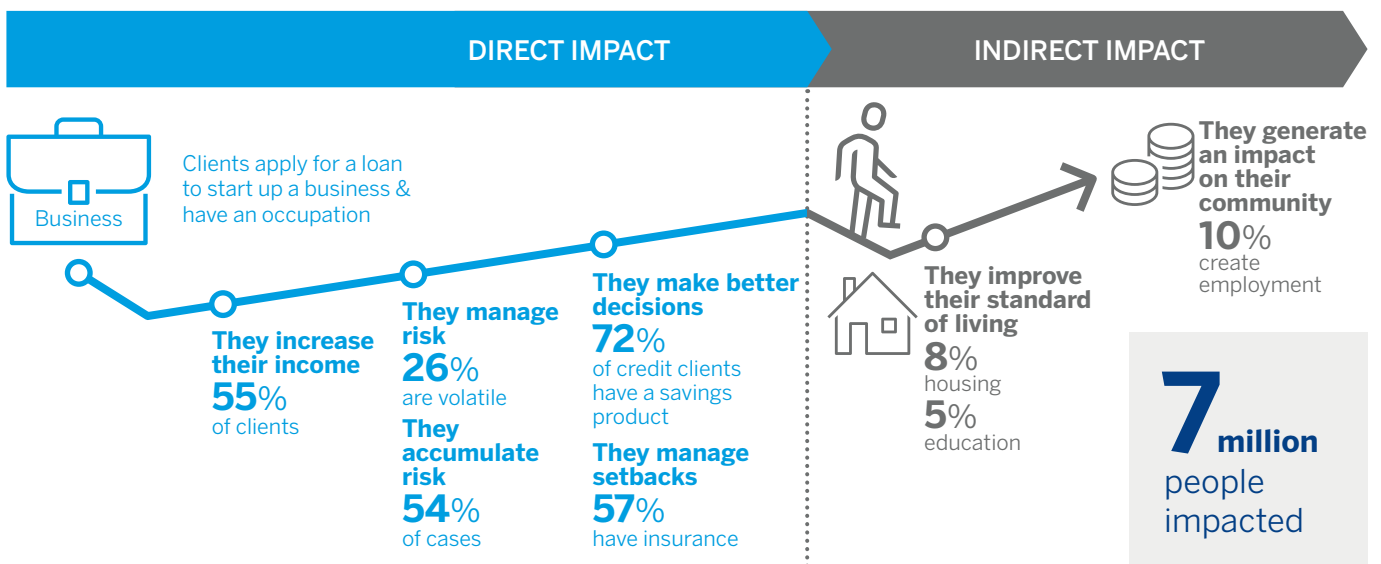 DIRECT IMPACT
INDIRECT IMPACT
Business
Clients apply for a loan
to start up a business &
have an occupation
They increase
their income
55%
of clients
They manage
risk
26%
are volatile
They
accumulate
risk
54%
of cases
They make better
decisions
72%
of credit clients
have a savings
product
They manage
setbacks
57%
have insurance
They improve
their standard
of living
8%
housing
5%
education
They generate
an impact
on their
community
10%
create
employment
7 million
people
impacted